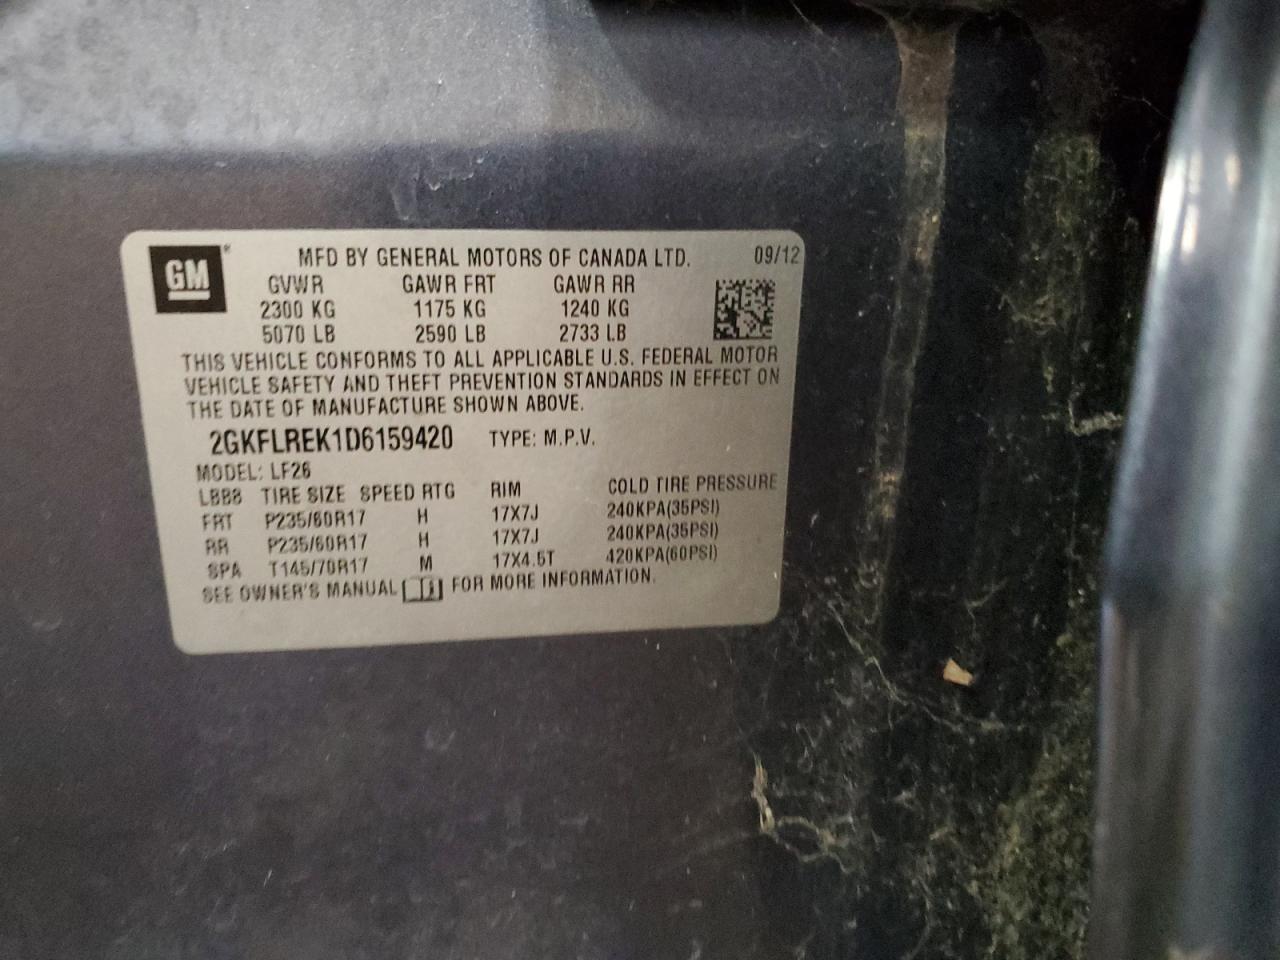 GM ® MFD BY GENERAL MOTORS OF CANADA LTD. 09/12
GVWR GAWR FRT GAWR RR
2300 KG 1175 KG 1240 KG
5070 LB 2590 LB 2733 LB
THIS VEHICLE CONFORMS TO ALL APPLICABLE U.S. FEDERAL MOTOR
VEHICLE SAFETY AND THEFT PREVENTION STANDARDS IN EFFECT ON
THE DATE OF MANUFACTURE SHOWN ABOVE.
2GKFLREK1D6159420 TYPE: M.P.V.
MODEL: LF26
LBB8 TIRE SIZE SPEED RTG RIM COLD TIRE PRESSURE
FRT P235/60R17 H 17X7J 240KPA(35PSI)
RR P235/60R17 H 17X7J 240KPA(35PSI)
SPA T145/70R17 M 17X4.5T 420KPA(60PSI)
SEE OWNER'S MANUAL FOR MORE INFORMATION.